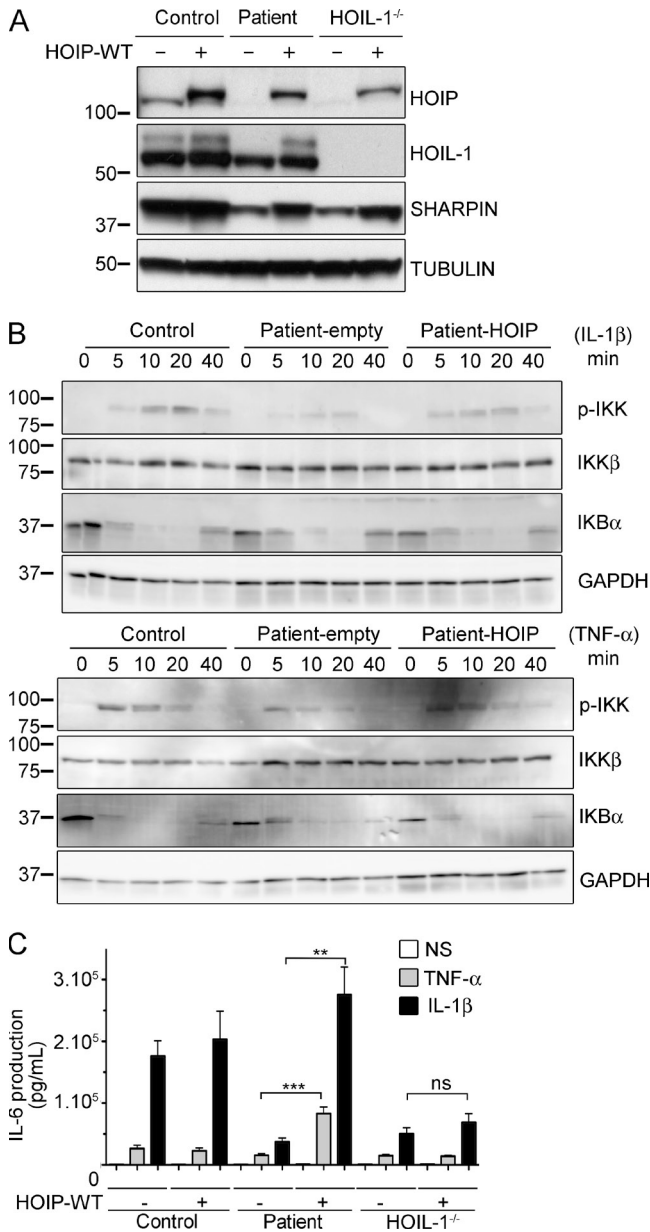 A
Control Patient HOIL-1-/-
HOIP-WT − + − + − +
100 HOIP
50 HOIL-1
37 SHARPIN
50 TUBULIN
B
Control Patient-empty Patient-HOIP (IL-1β)
0 5 10 20 40 0 5 10 20 40 0 5 10 20 40 min
100
75 p-IKK
100
75 IKKβ
37 IKBα
37 GAPDH
Control Patient-empty Patient-HOIP (TNF-α)
0 5 10 20 40 0 5 10 20 40 0 5 10 20 40 min
100
75 p-IKK
100
75 IKKβ
37 IKBα
37 GAPDH
C
NS
TNF-α
IL-1β
IL-6 production
(pg/mL)
3.10⁵
2.10⁵
1.10⁵
0
** 
***
ns
HOIP-WT - + - + - +
Control Patient HOIL-1-/-